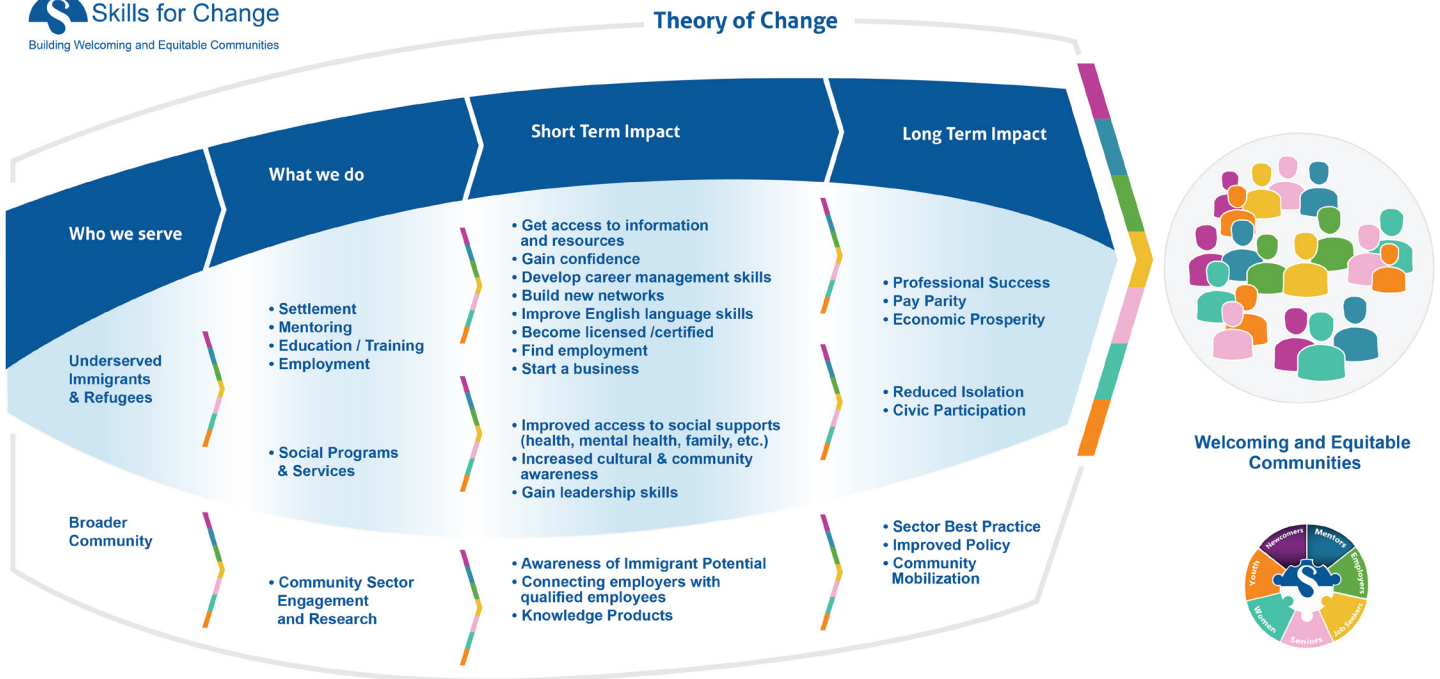 Skills for Change
Building Welcoming and Equitable Communities
Theory of Change
Who we serve
What we do
Short Term Impact
Long Term Impact
Underserved
Immigrants
& Refugees
Broader
Community
• Settlement
• Mentoring
• Education / Training
• Employment
• Social Programs
& Services
• Community Sector
Engagement
and Research
• Get access to information
and resources
• Gain confidence
• Develop career management skills
• Build new networks
• Improve English language skills
• Become licensed /certified
• Find employment
• Start a business
• Improved access to social supports
(health, mental health, family, etc.)
• Increased cultural & community
awareness
• Gain leadership skills
• Awareness of Immigrant Potential
• Connecting employers with
qualified employees
• Knowledge Products
• Professional Success
• Pay Parity
• Economic Prosperity
• Reduced Isolation
• Civic Participation
• Sector Best Practice
• Improved Policy
• Community
Mobilization
Welcoming and Equitable
Communities
Newcomers
Mentors
Employers
Job Seekers
Seniors
Women
Youth
S